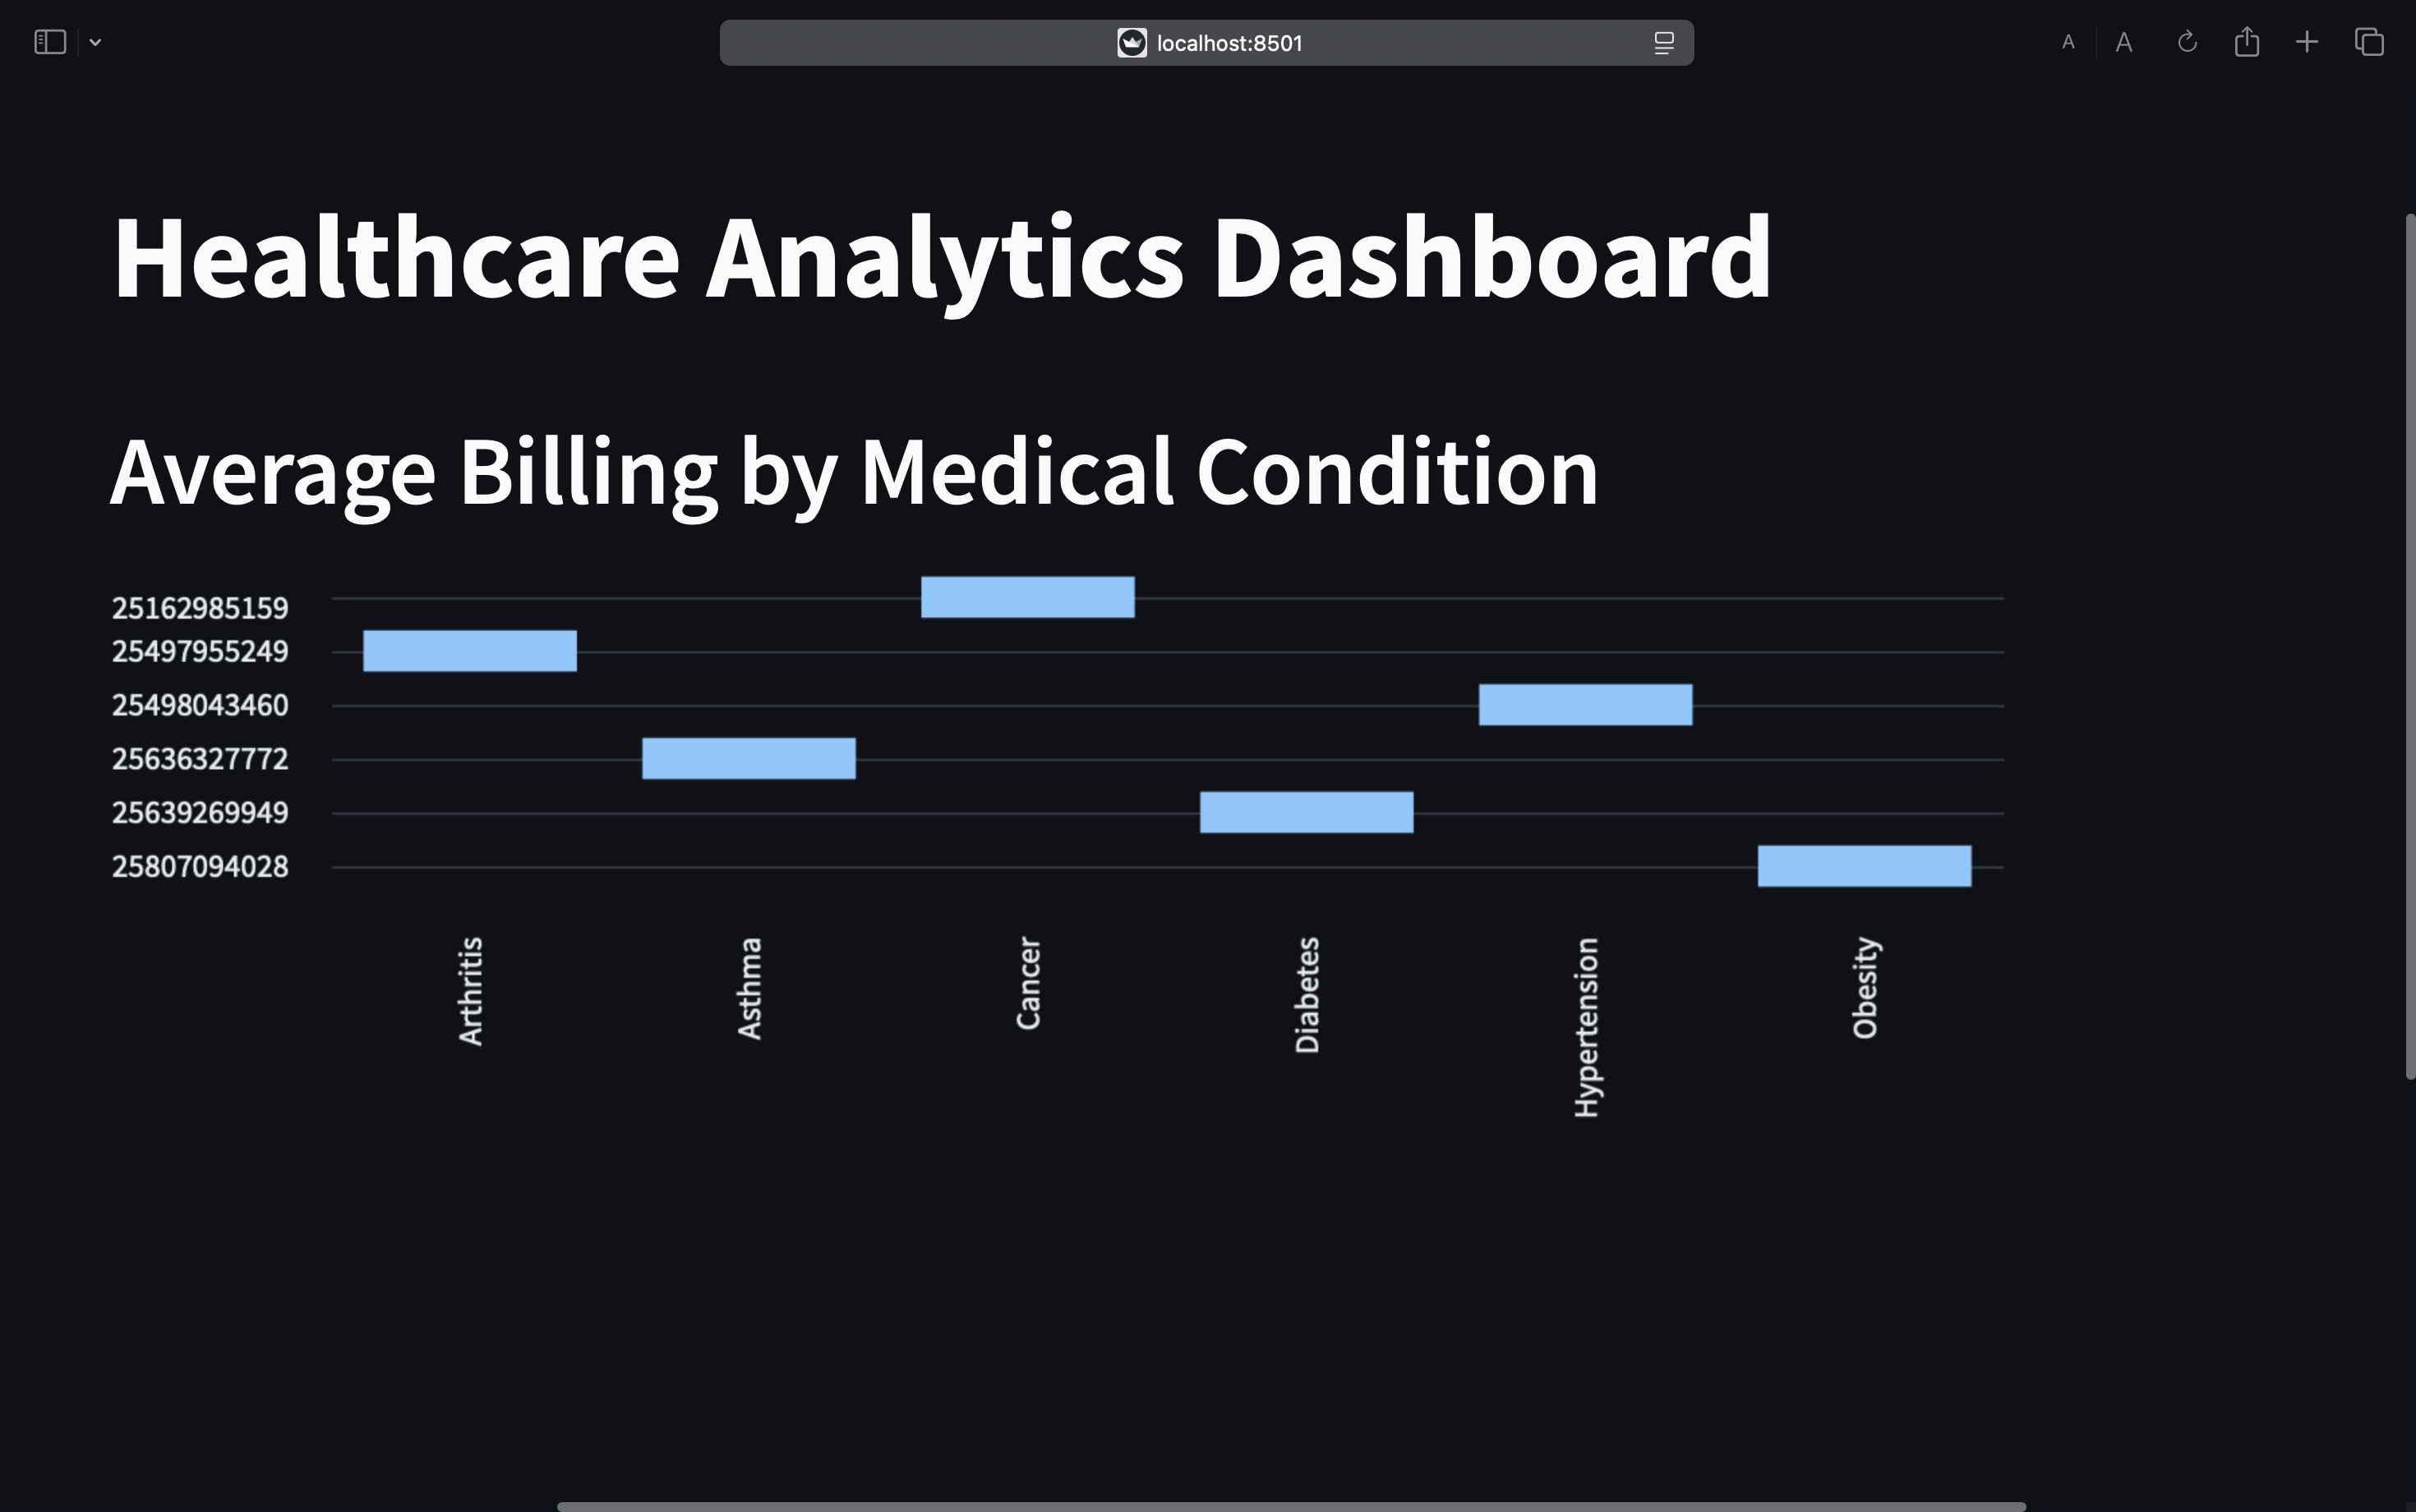 localhost:8501
A A
Healthcare Analytics Dashboard
Average Billing by Medical Condition
25162985159
25497955249
25498043460
25636327772
25639269949
25807094028
Arthritis
Asthma
Cancer
Diabetes
Hypertension
Obesity